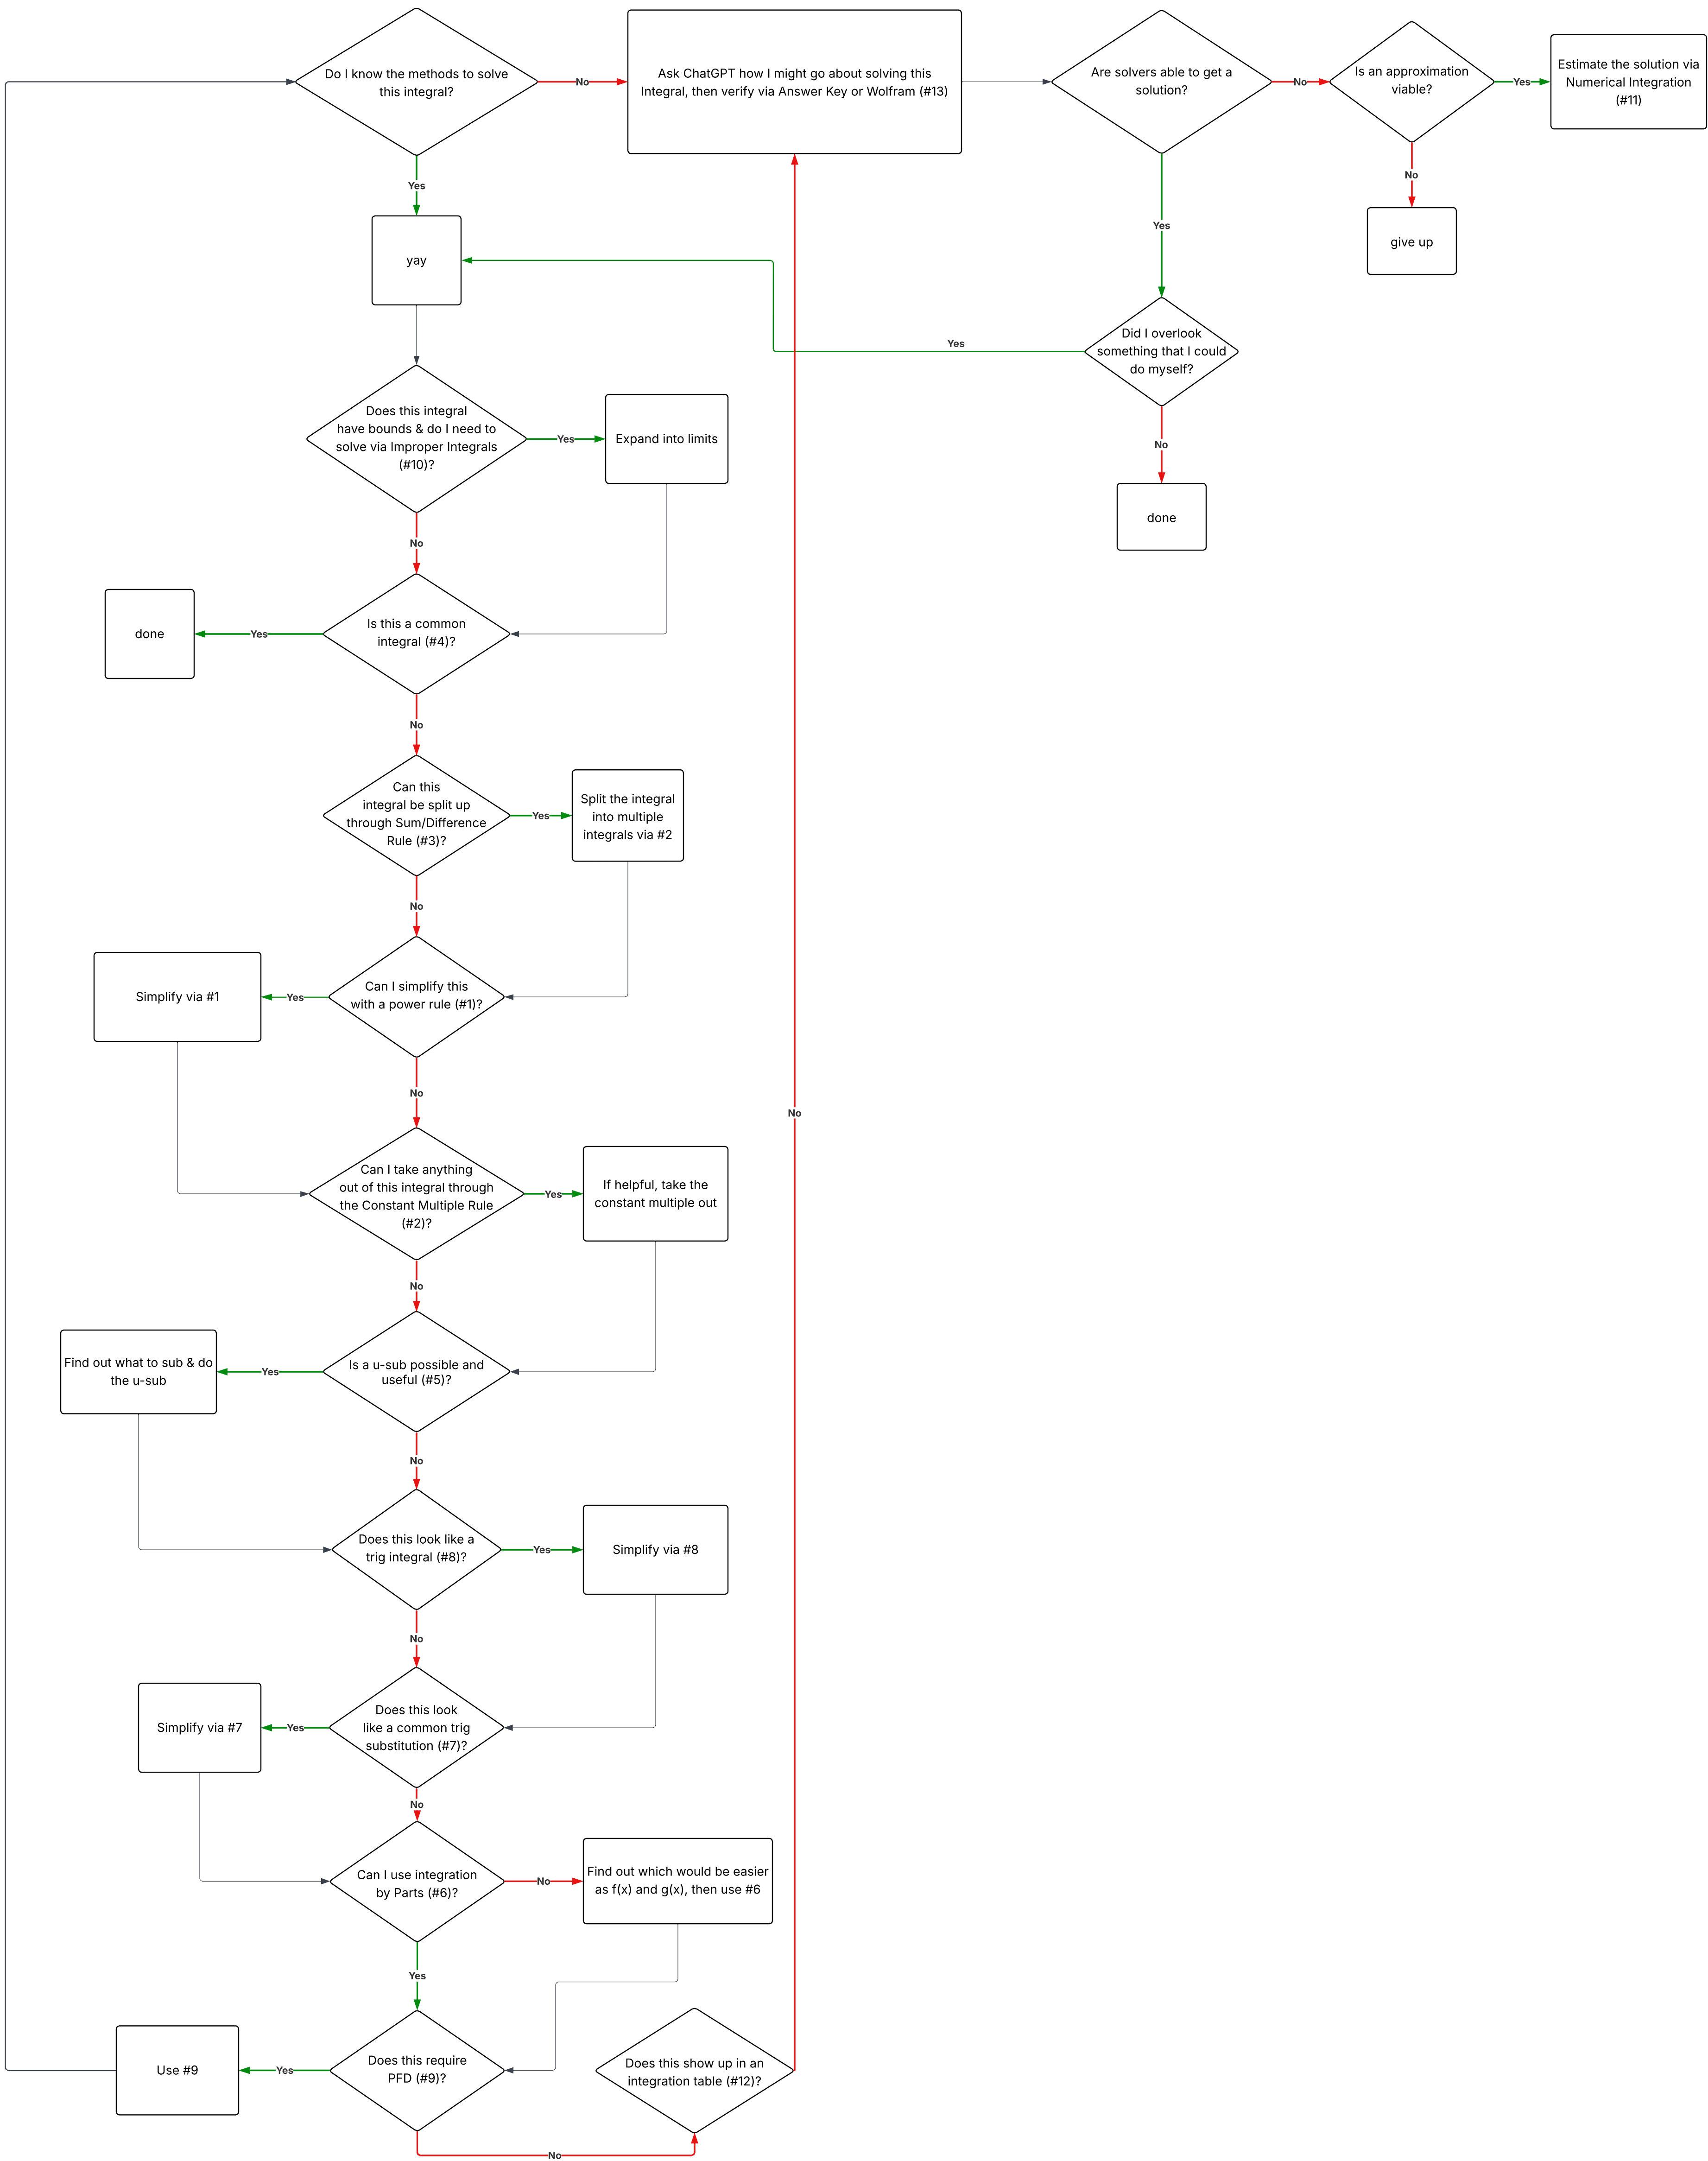 Do I know the methods to solve
this integral?
No
Ask ChatGPT how I might go about solving this
Integral, then verify via Answer Key or Wolfram (#13)
Are solvers able to get a
solution?
No
Is an approximation
viable?
Yes
Estimate the solution via
Numerical Integration
(#11)
Yes
No
Yes
yay
give up
Did I overlook
something that I could
do myself?
Yes
No
done
Does this integral
have bounds & do I need to
solve via Improper Integrals
(#10)?
Yes
Expand into limits
No
Is this a common
integral (#4)?
Yes
done
No
Can this
integral be split up
through Sum/Difference
Rule (#3)?
Yes
Split the integral
into multiple
integrals via #2
No
Can I simplify this
with a power rule (#1)?
Yes
Simplify via #1
No
No
Can I take anything
out of this integral through
the Constant Multiple Rule
(#2)?
Yes
If helpful, take the
constant multiple out
No
Is a u-sub possible and
useful (#5)?
Yes
Find out what to sub & do
the u-sub
No
Does this look like a
trig integral (#8)?
Yes
Simplify via #8
No
Does this look
like a common trig
substitution (#7)?
Yes
Simplify via #7
No
Can I use integration
by Parts (#6)?
No
Find out which would be easier
as f(x) and g(x), then use #6
Yes
Does this require
PFD (#9)?
Yes
Use #9
No
Does this show up in an
integration table (#12)?